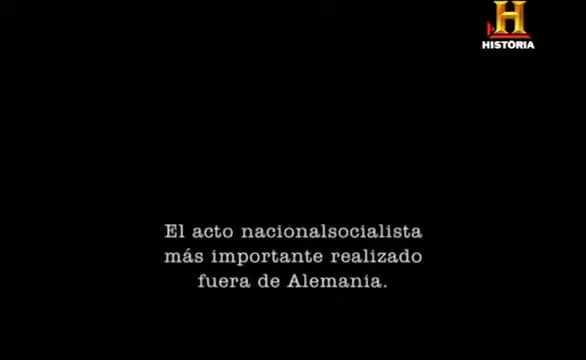 H
HISTORIA
El acto nacionalsocialista
más importante realizado
fuera de Alemania.